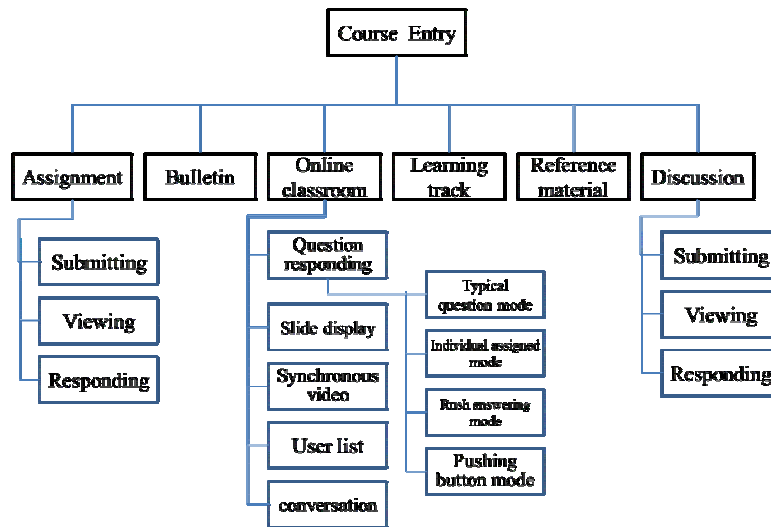 Course Entry
Assignment
Bulletin
Online
classroom
Learning
track
Reference
material
Discussion
Submitting
Viewing
Responding
Question
responding
Slide display
Synchronous
video
User list
conversation
Typical
question mode
Individual assigned
mode
Rush answering
mode
Pushing
button mode
Submitting
Viewing
Responding